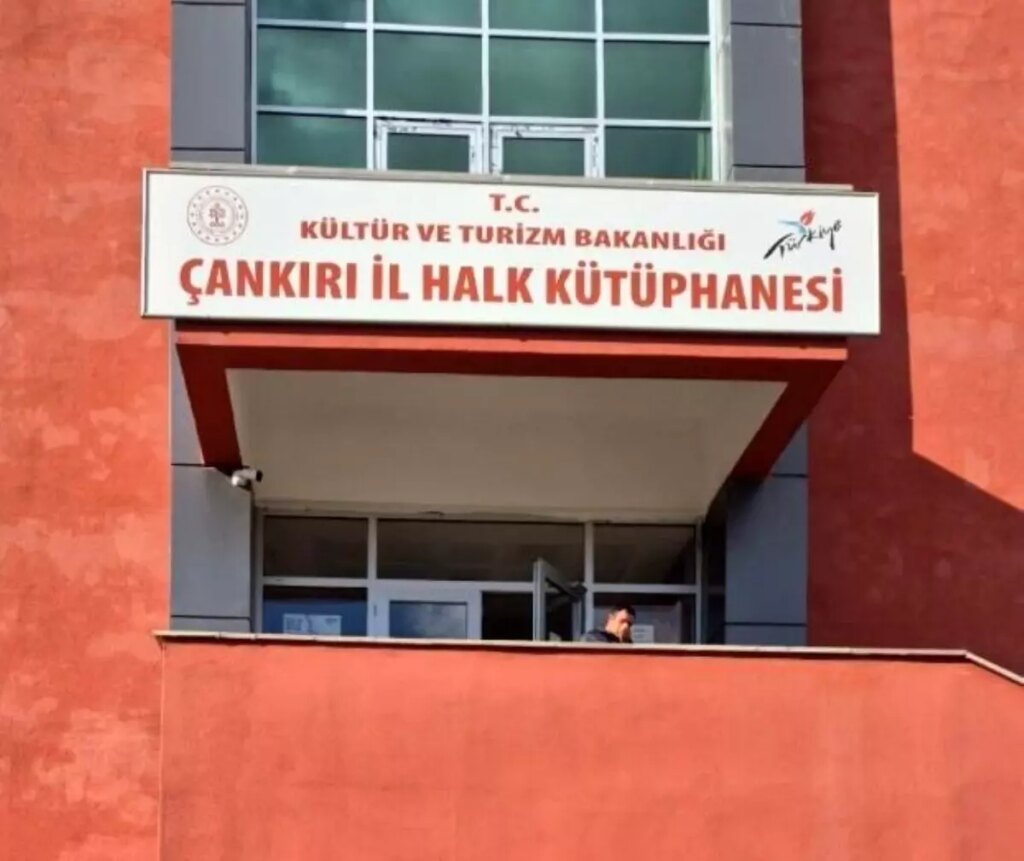 T.C.
KÜLTÜR VE TURİZM BAKANLIĞI
Türkiye
ÇANKIRI İL HALK KÜTÜPHANESİ